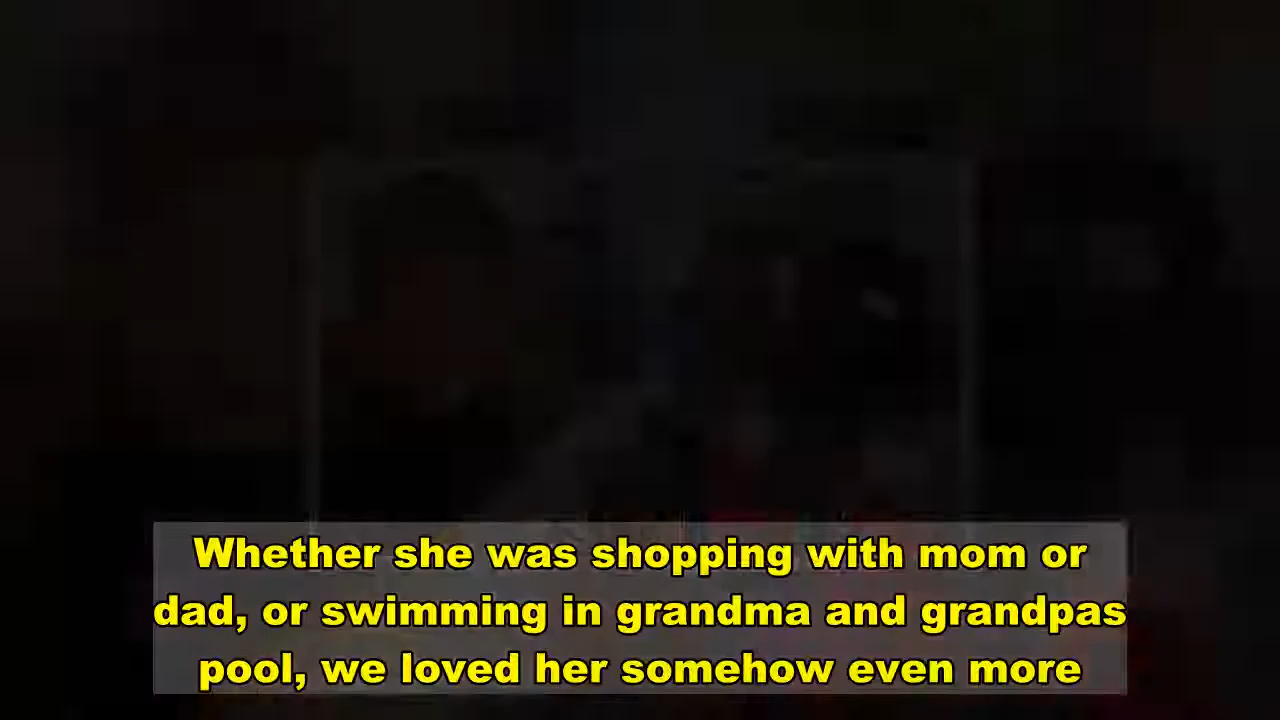 Whether she was shopping with mom or
dad, or swimming in grandma and grandpas
pool, we loved her somehow even more